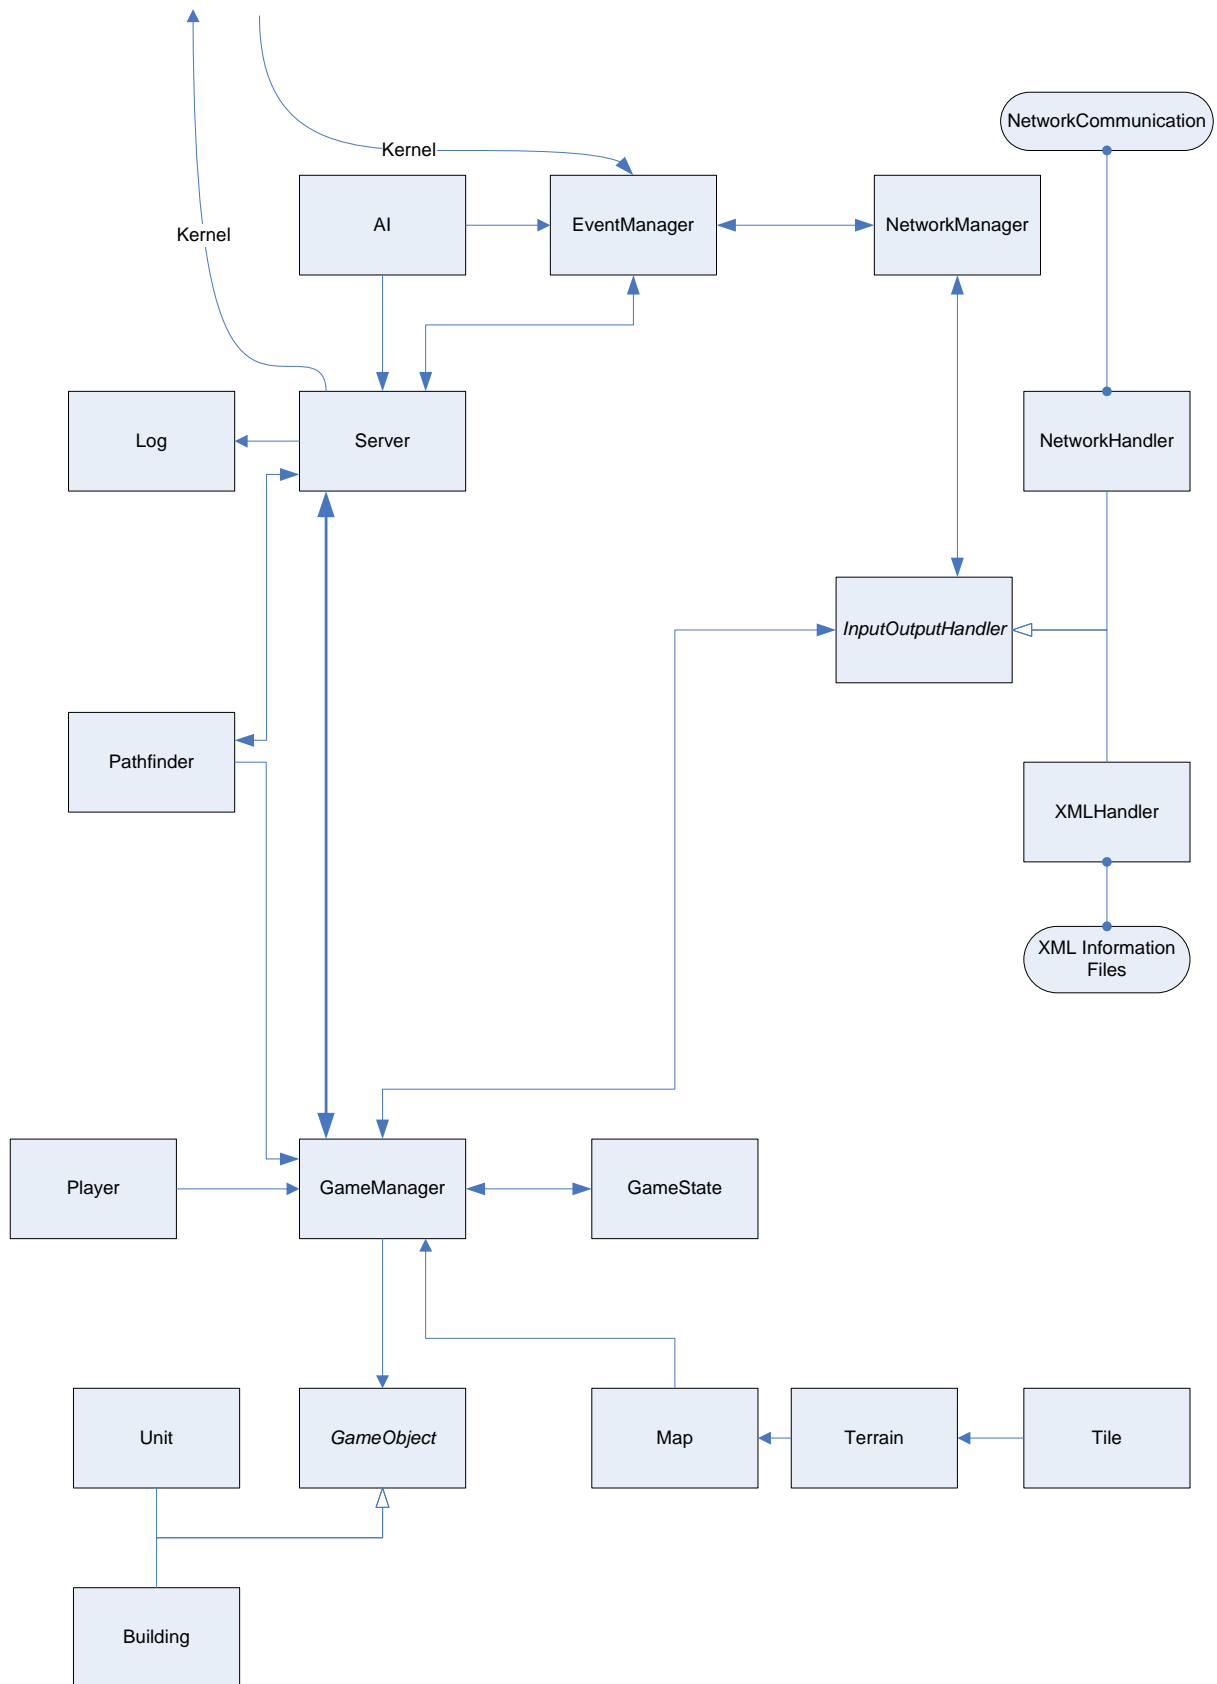 NetworkCommunication
Kernel
AI
EventManager
NetworkManager
Kernel
Log
Server
NetworkHandler
InputOutputHandler
Pathfinder
XMLHandler
XML Information
Files
Player
GameManager
GameState
Unit
GameObject
Map
Terrain
Tile
Building